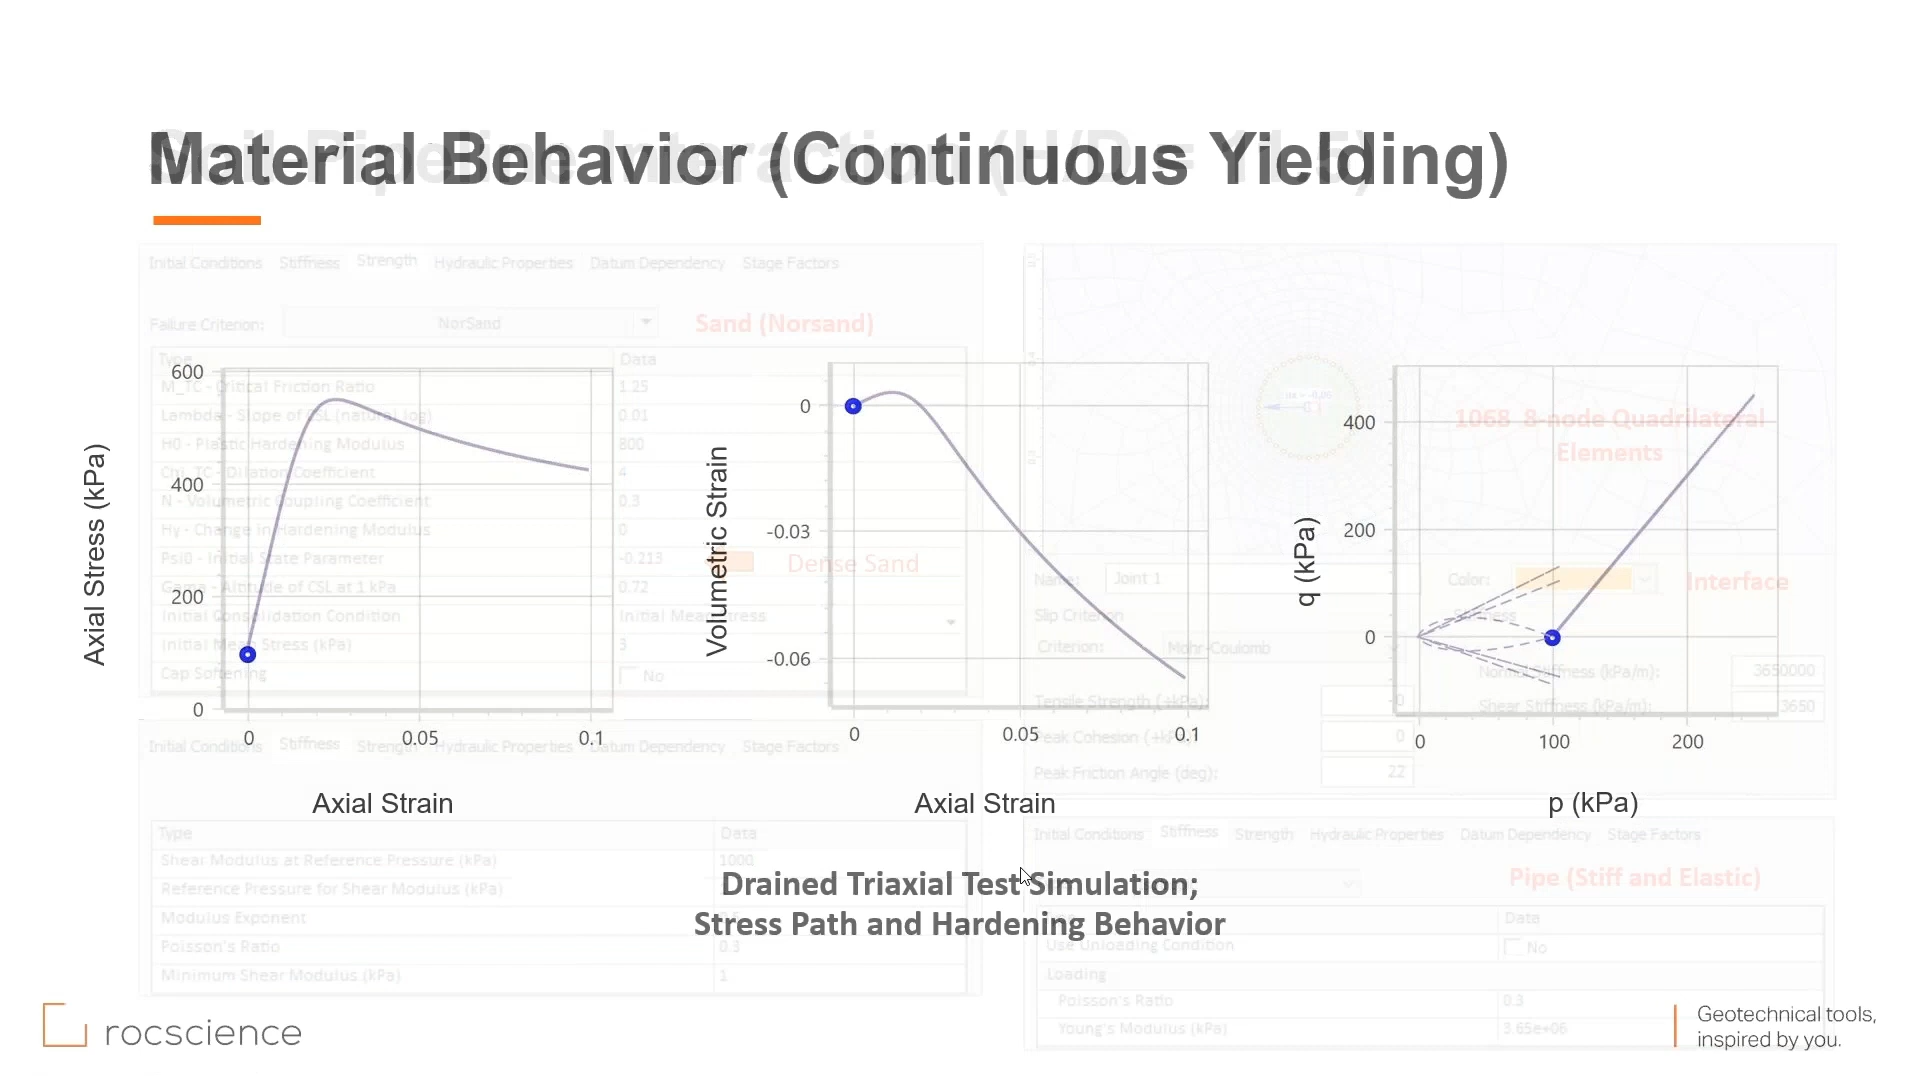 Material Behavior (Continuous Yielding)
Soil Pipeline Interaction (H/D =
Initial Conditions Stiffness Strength Hydraulic Properties Datum Dependency Stage Factors
Failure Criterion: NorSand
Sand (Norsand)
Type Data
M_TC - Critical Friction Ratio 1.25
Lambda - Slope of CSL (natural log) 0.01
H0 - Plastic Hardening Modulus 800
Chi_TC - Dilation Coefficient 4
N - Volumetric Coupling Coefficient 0.3
Hy - Change in Hardening Modulus 0
Psi0 - Initial State Parameter -0.213
Gama - Altitude of CSL at 1 kPa 0.72
Initial Consolidation Condition Initial Mean Stress
Initial Mean Stress (kPa) 3
Cap Softening No
Dense Sand
1068 8-node Quadrilateral
Elements
Name: Joint 1 Color:
Interface
Slip Criterion Stiffness
Criterion: Mohr-Coulomb
Normal Stiffness (kPa/m): 3650000
Tensile Strength (+kPa): 0
Shear Stiffness (kPa/m): 3650
Peak Cohesion (+kPa): 0
Peak Friction Angle (deg): 22
Axial Stress (kPa)
600
400
200
0
0 0.05 0.1
Axial Strain
Volumetric Strain
0
-0.03
-0.06
0 0.05 0.1
Axial Strain
q (kPa)
400
200
0
0 100 200
p (kPa)
Initial Conditions Stiffness Strength Hydraulic Properties Datum Dependency Stage Factors
Type Data
Shear Modulus at Reference Pressure (kPa) 1000
Reference Pressure for Shear Modulus (kPa)
Modulus Exponent
Poisson's Ratio 0.3
Minimum Shear Modulus (kPa) 1
Drained Triaxial Test Simulation;
Stress Path and Hardening Behavior
Initial Conditions Stiffness Strength Hydraulic Properties Datum Dependency Stage Factors
Pipe (Stiff and Elastic)
Data
Use Unloading Condition No
Loading
Poisson's Ratio 0.3
Young's Modulus (kPa) 3.65e+06
rocscience
Geotechnical tools,
inspired by you.